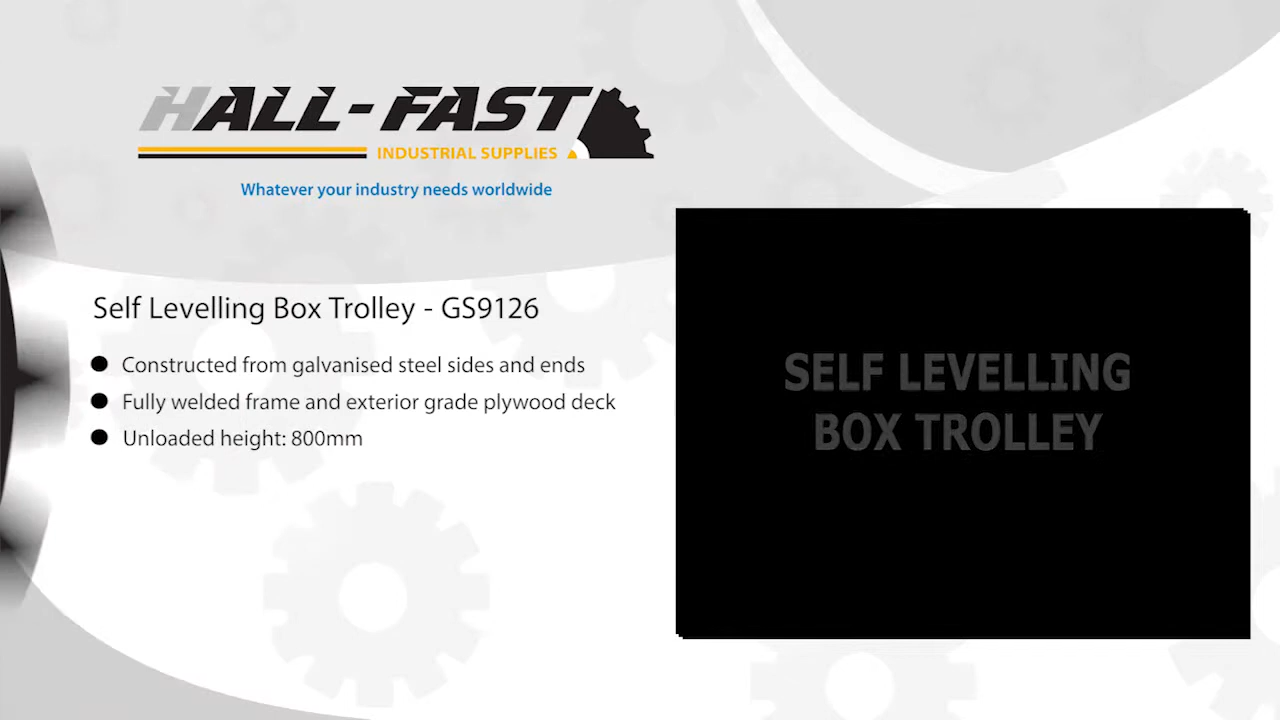 HALL-FAST
INDUSTRIAL SUPPLIES
Whatever your industry needs worldwide
Self Levelling Box Trolley - GS9126
Constructed from galvanised steel sides and ends
Fully welded frame and exterior grade plywood deck
Unloaded height: 800mm
SELF LEVELLING
BOX TROLLEY